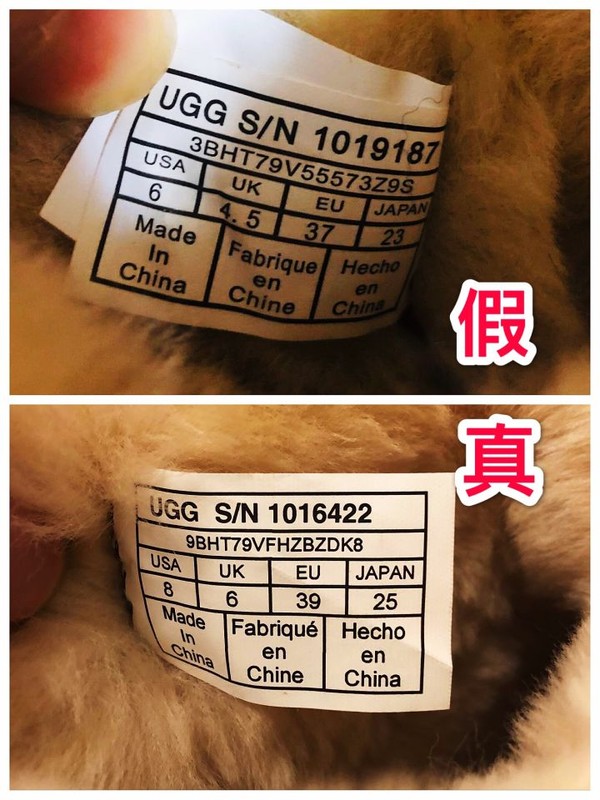 UGG S/N 1019187
3BHT79V55573Z9S
USA UK EU JAPAN
6 4.5 37 23
Made Fabrique Hecho
In en en
China Chine China
假
真
UGG S/N 1016422
9BHT79VFHZBZDK8
USA UK EU JAPAN
8 6 39 25
Made Fabriqué Hecho
In en en
China Chine China